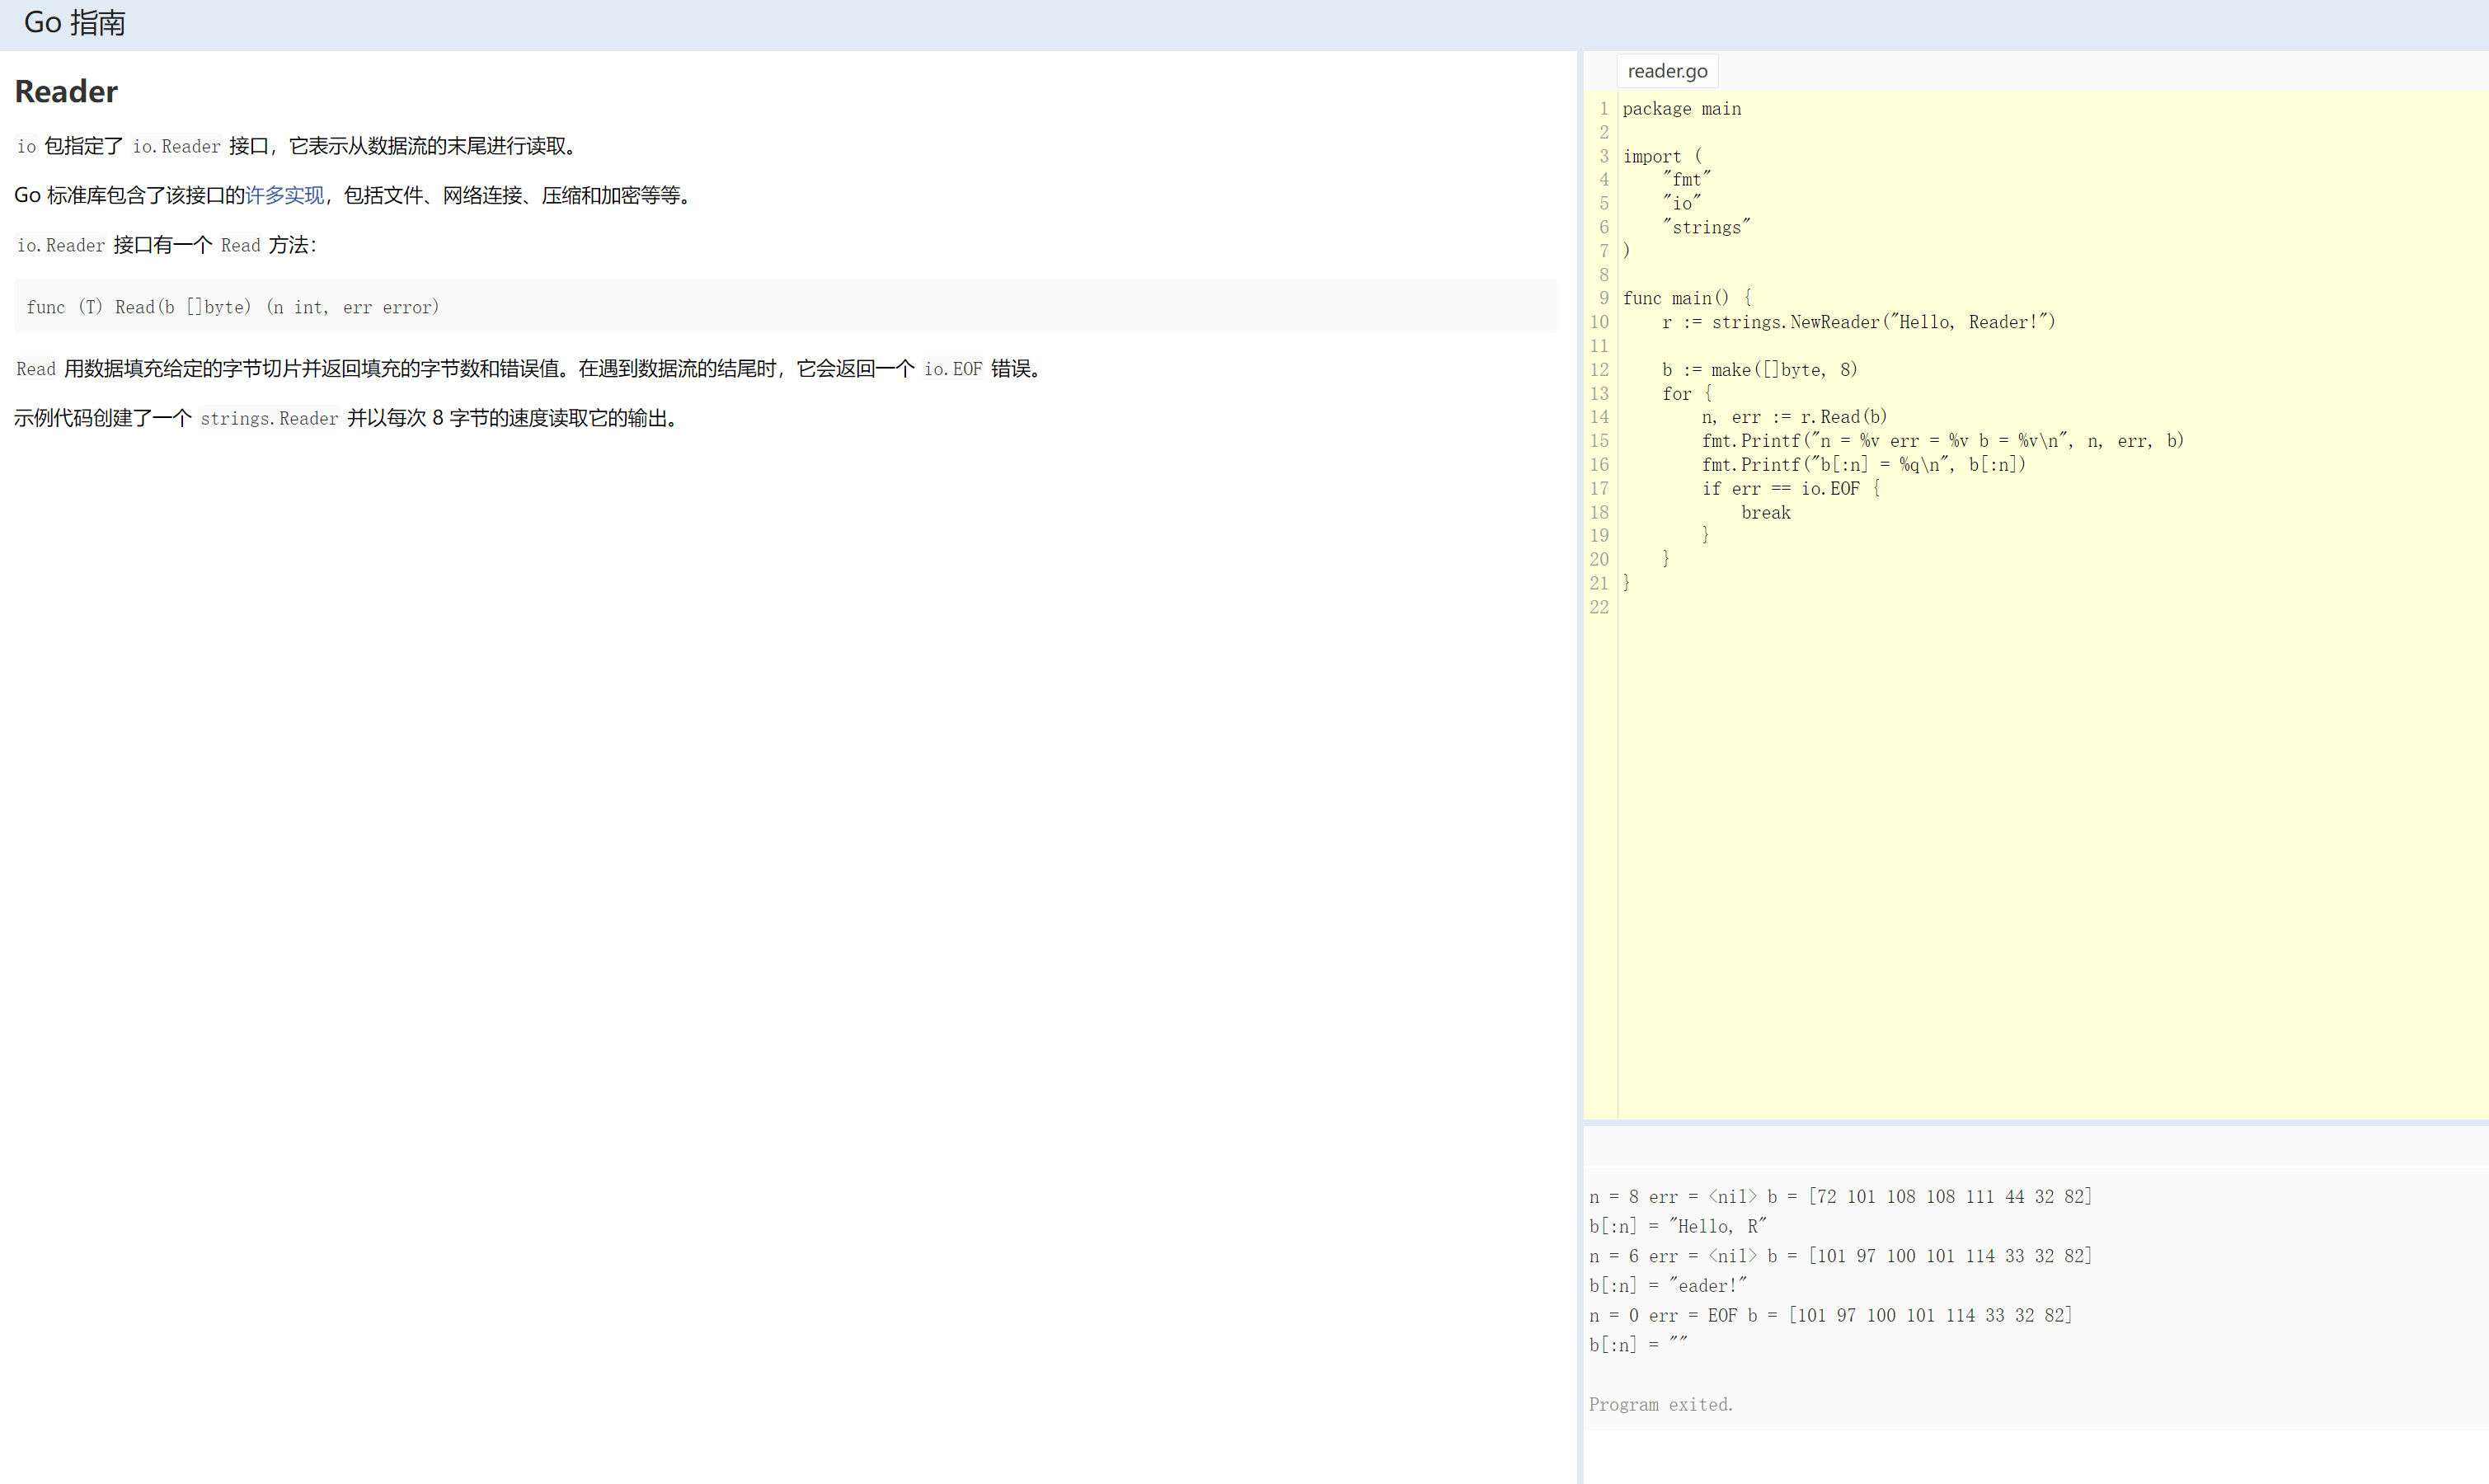 Go 指南
Reader
io 包指定了 io.Reader 接口，它表示从数据流的末尾进行读取。
Go 标准库包含了该接口的许多实现，包括文件、网络连接、压缩和加密等等。
io.Reader 接口有一个 Read 方法：
func (T) Read(b []byte) (n int, err error)
Read 用数据填充给定的字节切片并返回填充的字节数和错误值。在遇到数据流的结尾时，它会返回一个 io.EOF 错误。
示例代码创建了一个 strings.Reader 并以每次 8 字节的速度读取它的输出。
reader.go
1 package main
2
3 import (
4     "fmt"
5     "io"
6     "strings"
7 )
8
9 func main() {
10     r := strings.NewReader("Hello, Reader!")
11
12     b := make([]byte, 8)
13     for {
14         n, err := r.Read(b)
15         fmt.Printf("n = %v err = %v b = %v\n", n, err, b)
16         fmt.Printf("b[:n] = %q\n", b[:n])
17         if err == io.EOF {
18             break
19         }
20     }
21 }
22
n = 8 err = <nil> b = [72 101 108 108 111 44 32 82]
b[:n] = "Hello, R"
n = 6 err = <nil> b = [101 97 100 101 114 33 32 82]
b[:n] = "eader!"
n = 0 err = EOF b = [101 97 100 101 114 33 32 82]
b[:n] = ""
Program exited.